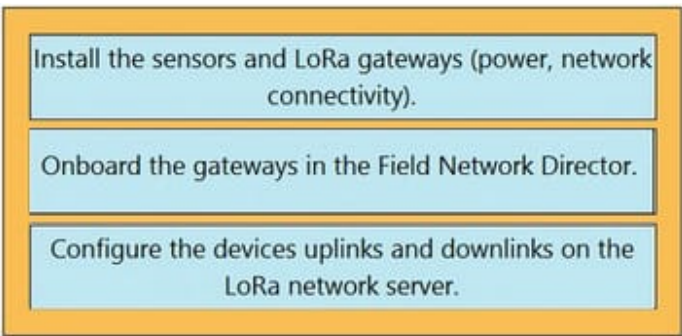 Install the sensors and LoRa gateways (power, network
connectivity).
Onboard the gateways in the Field Network Director.
Configure the devices uplinks and downlinks on the
LoRa network server.